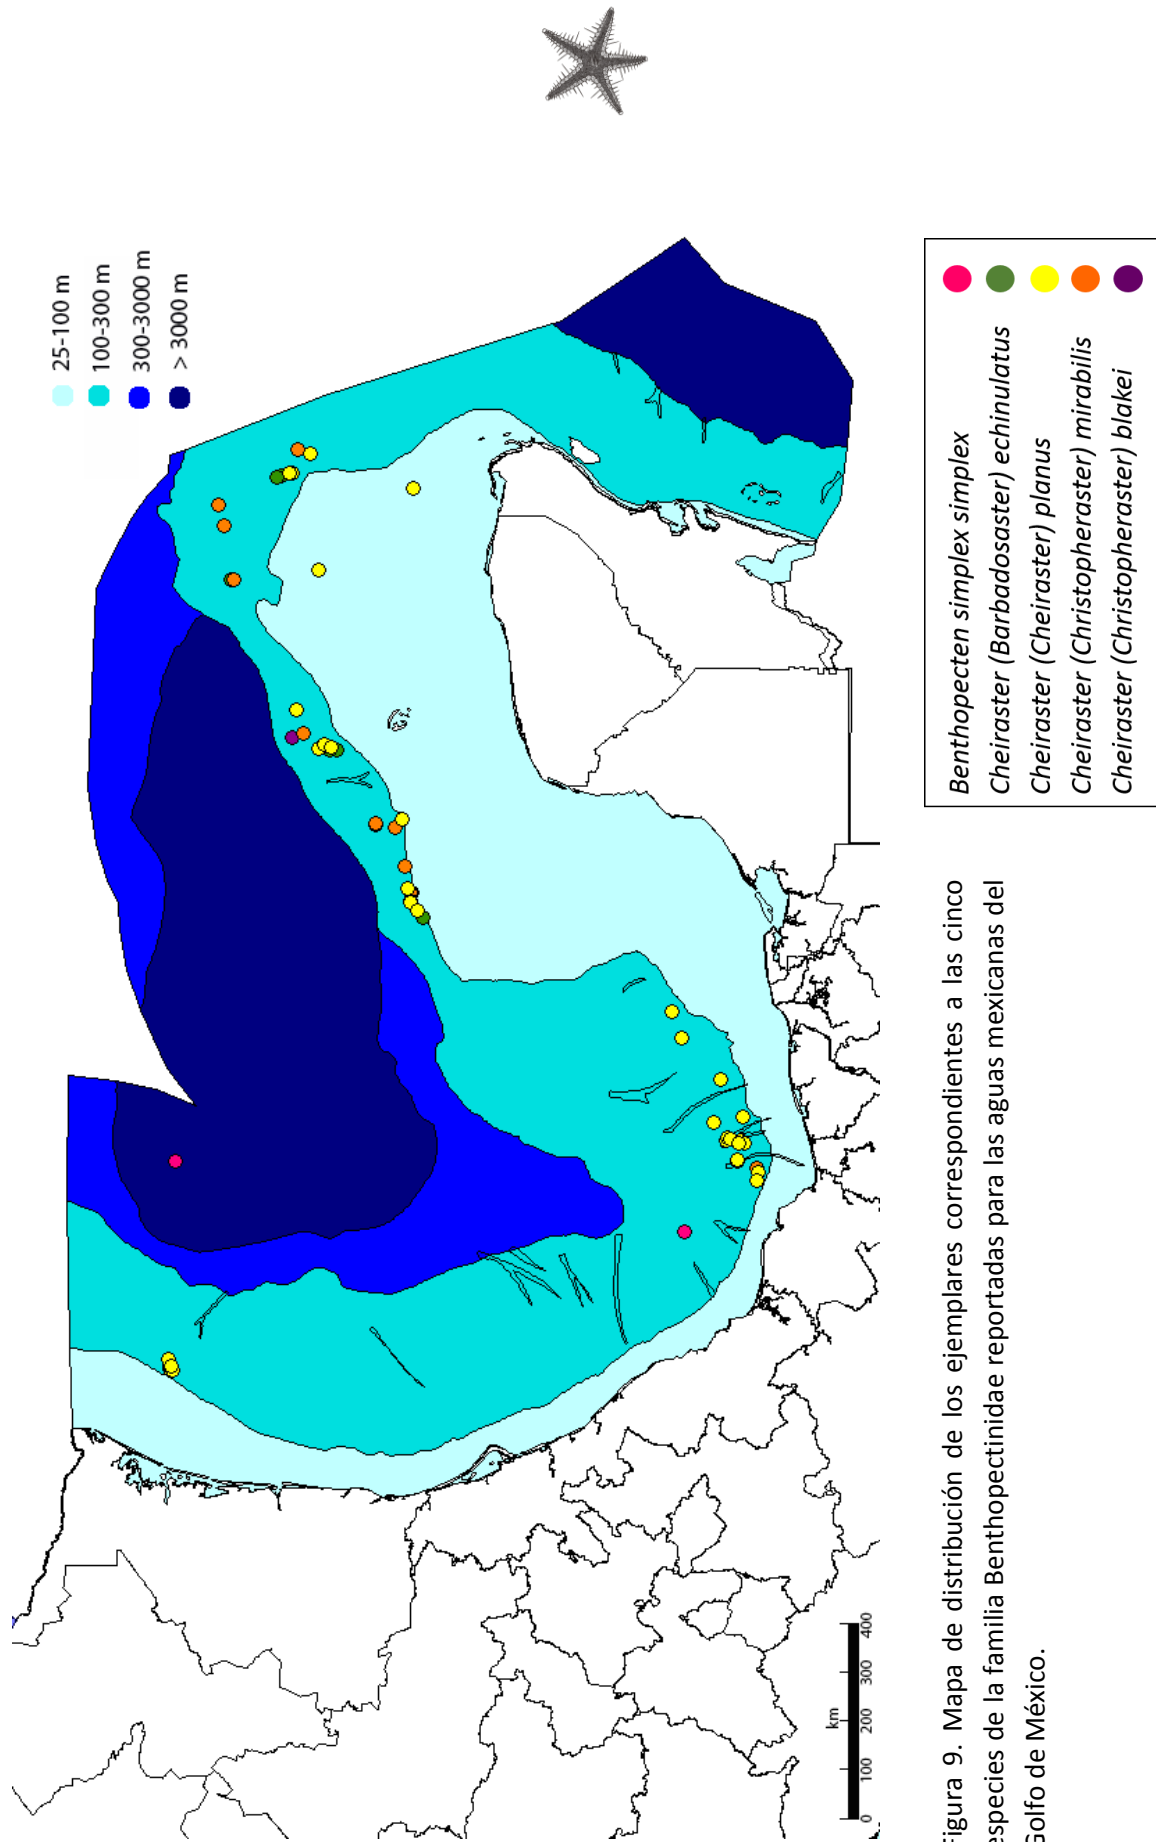 25-100 m
100-300 m
300-3000 m
> 3000 m
km
0 100 200 300 400
Benthopecten simplex simplex
Cheiraster (Barbadosaster) echinulatus
Cheiraster (Cheiraster) planus
Cheiraster (Christopheraster) mirabilis
Cheiraster (Christopheraster) blakei
igura 9. Mapa de distribución de los ejemplares correspondientes a las cinco
especies de la familia Benthopectinidae reportadas para las aguas mexicanas del
Golfo de México.